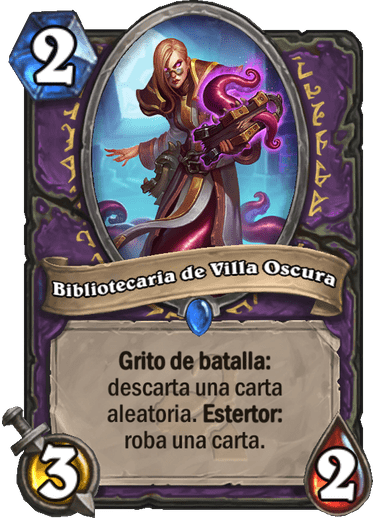 2
Bibliotecaria de Villa Oscura
Grito de batalla:
descarta una carta
aleatoria. Estertor:
roba una carta.
3
2